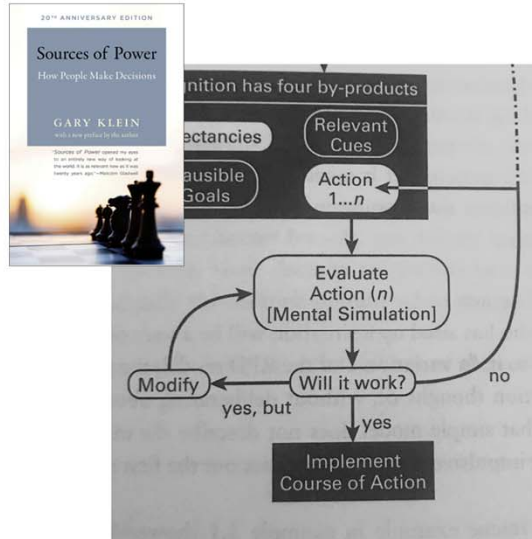 20TH ANNIVERSARY EDITION
Sources of Power
How People Make Decisions
GARY KLEIN
with a new preface by the author
"Sources of Power opened my eyes
to an entirely new way of looking at
the world. It is as relevant now as it was
twenty years ago."—Malcolm Gladwell
gnition has four by-products
ectancies
Relevant
Cues
ausible
Goals
Action
1...n
Evaluate
Action (n)
[Mental Simulation]
Modify
Will it work?
no
yes, but
yes
Implement
Course of Action